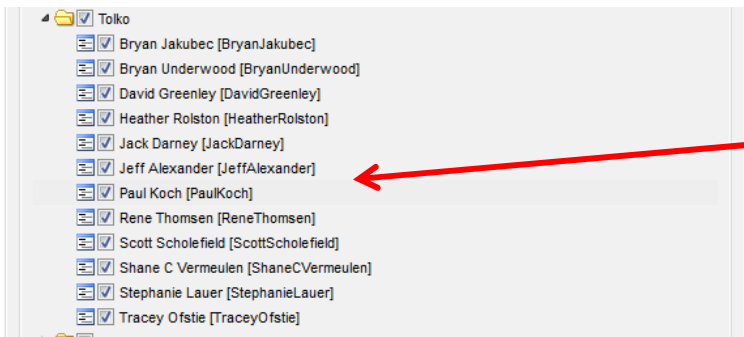 Tolko
Bryan Jakubec [BryanJakubec]
Bryan Underwood [BryanUnderwood]
David Greenley [DavidGreenley]
Heather Rolston [HeatherRolston]
Jack Darney [JackDarney]
Jeff Alexander [JeffAlexander]
Paul Koch [PaulKoch]
Rene Thomsen [ReneThomsen]
Scott Scholefield [ScottScholefield]
Shane C Vermeulen [ShaneCVermeulen]
Stephanie Lauer [StephanieLauer]
Tracey Ofstie [TraceyOfstie]